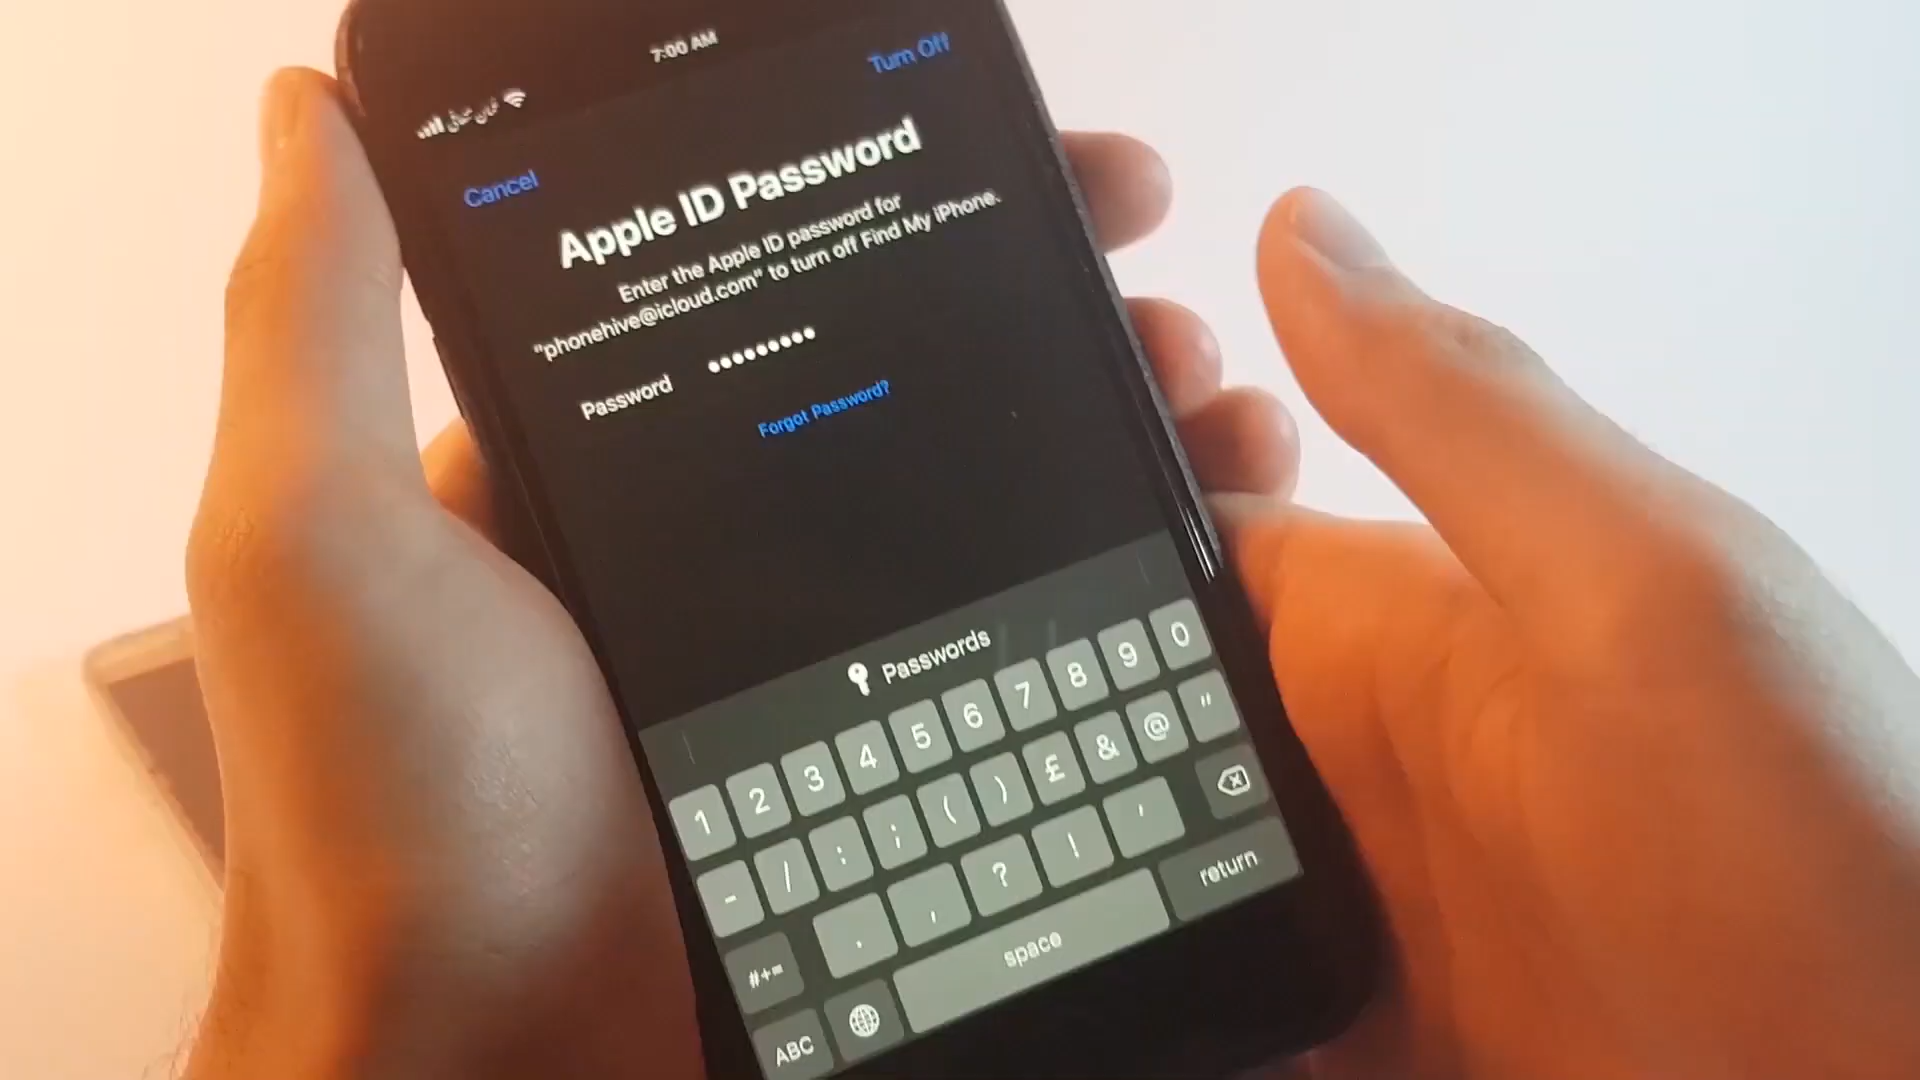 7:00 AM
Turn Off
Cancel
Apple ID Password
Enter the Apple ID password for
"phonehive@icloud.com" to turn off Find My iPhone.
Password •••••••••
Forgot Password?
Passwords
1 2 3 4 5 6 7 8 9 0
- / : ; ( ) £ & @ "
#+= . , ? ! '
ABC space return